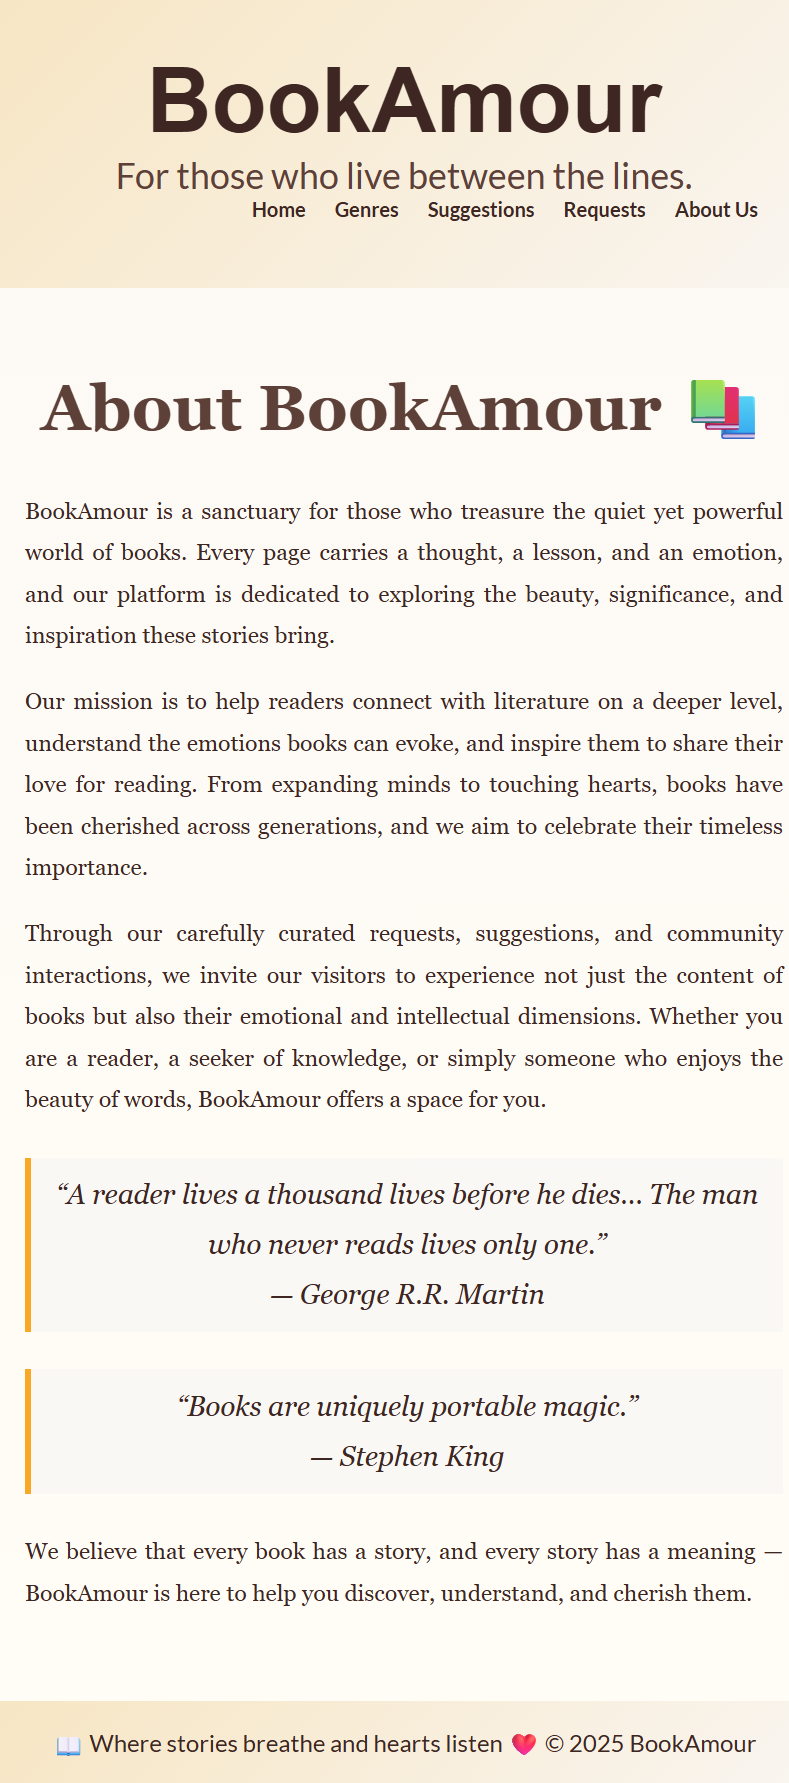 BookAmour
For those who live between the lines.
Home Genres Suggestions Requests About Us
About BookAmour 📚
BookAmour is a sanctuary for those who treasure the quiet yet powerful
world of books. Every page carries a thought, a lesson, and an emotion,
and our platform is dedicated to exploring the beauty, significance, and
inspiration these stories bring.
Our mission is to help readers connect with literature on a deeper level,
understand the emotions books can evoke, and inspire them to share their
love for reading. From expanding minds to touching hearts, books have
been cherished across generations, and we aim to celebrate their timeless
importance.
Through our carefully curated requests, suggestions, and community
interactions, we invite our visitors to experience not just the content of
books but also their emotional and intellectual dimensions. Whether you
are a reader, a seeker of knowledge, or simply someone who enjoys the
beauty of words, BookAmour offers a space for you.
“A reader lives a thousand lives before he dies… The man
who never reads lives only one.”
— George R.R. Martin
“Books are uniquely portable magic.”
— Stephen King
We believe that every book has a story, and every story has a meaning —
BookAmour is here to help you discover, understand, and cherish them.
📖 Where stories breathe and hearts listen ❤️ © 2025 BookAmour